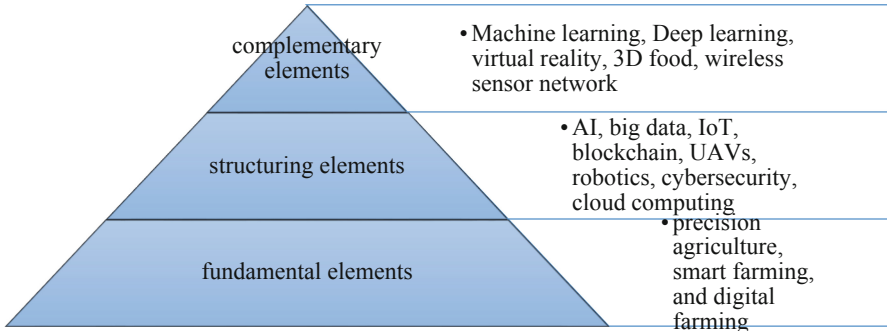 complementary
elements
• Machine learning, Deep learning,
virtual reality, 3D food, wireless
sensor network
structuring elements
• AI, big data, IoT,
blockchain, UAVs,
robotics, cybersecurity,
cloud computing
fundamental elements
• precision
agriculture,
smart farming,
and digital
farming